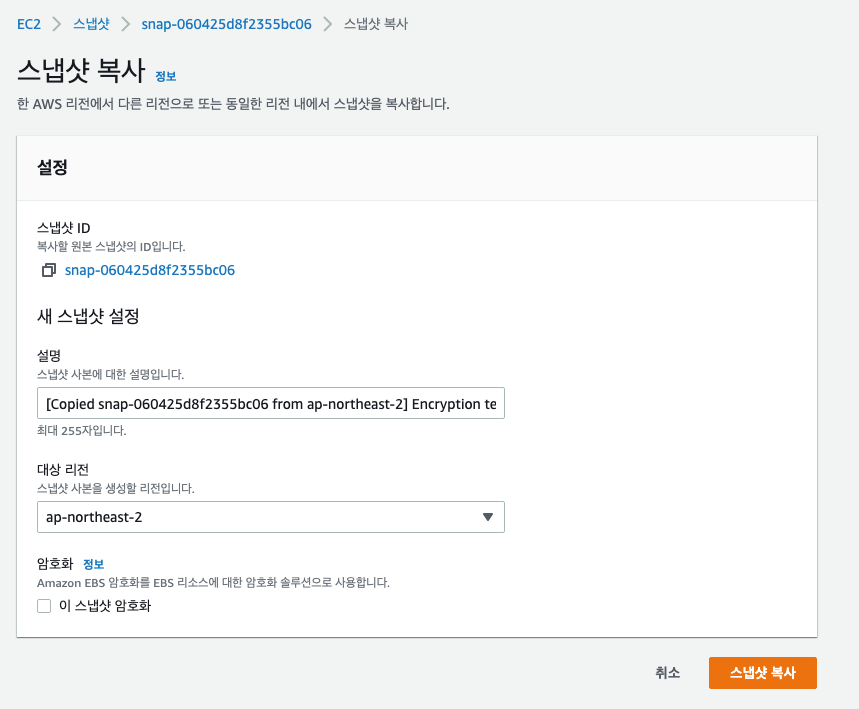 EC2 > 스냅샷 > snap-060425d8f2355bc06 > 스냅샷 복사
스냅샷 복사 정보
한 AWS 리전에서 다른 리전으로 또는 동일한 리전 내에서 스냅샷을 복사합니다.
설정
스냅샷 ID
복사할 원본 스냅샷의 ID입니다.
snap-060425d8f2355bc06
새 스냅샷 설정
설명
스냅샷 사본에 대한 설명입니다.
[Copied snap-060425d8f2355bc06 from ap-northeast-2] Encryption te
최대 255자입니다.
대상 리전
스냅샷 사본을 생성할 리전입니다.
ap-northeast-2
암호화 정보
Amazon EBS 암호화를 EBS 리소스에 대한 암호화 솔루션으로 사용합니다.
이 스냅샷 암호화
취소 스냅샷 복사